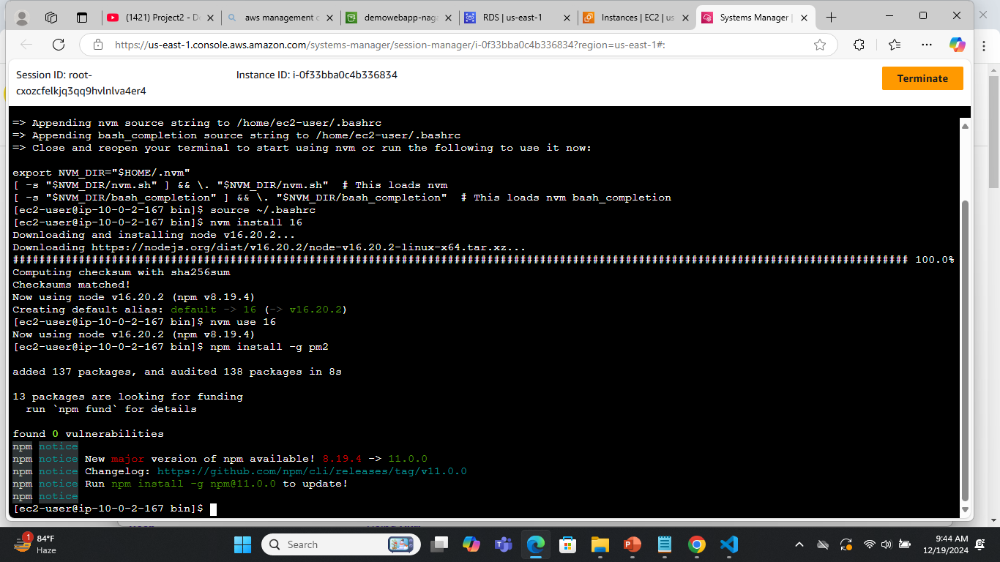 (1421) Project2 - D
aws management c
demowebapp-naga
RDS | us-east-1
Instances | EC2 | us
Systems Manager |
https://us-east-1.console.aws.amazon.com/systems-manager/session-manager/i-0f33bba0c4b336834?region=us-east-1#:
Session ID: root-
cxozcfelkjq3qq9hvlnlva4er4
Instance ID: i-0f33bba0c4b336834
Terminate
=> Appending nvm source string to /home/ec2-user/.bashrc
=> Appending bash_completion source string to /home/ec2-user/.bashrc
=> Close and reopen your terminal to start using nvm or run the following to use it now:
export NVM_DIR="$HOME/.nvm"
[ -s "$NVM_DIR/nvm.sh" ] && \. "$NVM_DIR/nvm.sh"  # This loads nvm
[ -s "$NVM_DIR/bash_completion" ] && \. "$NVM_DIR/bash_completion"  # This loads nvm bash_completion
[ec2-user@ip-10-0-2-167 bin]$ source ~/.bashrc
[ec2-user@ip-10-0-2-167 bin]$ nvm install 16
Downloading and installing node v16.20.2...
Downloading https://nodejs.org/dist/v16.20.2/node-v16.20.2-linux-x64.tar.xz...
######################################################################################################################################## 100.0%
Computing checksum with sha256sum
Checksums matched!
Now using node v16.20.2 (npm v8.19.4)
Creating default alias: default -> 16 (-> v16.20.2)
[ec2-user@ip-10-0-2-167 bin]$ nvm use 16
Now using node v16.20.2 (npm v8.19.4)
[ec2-user@ip-10-0-2-167 bin]$ npm install -g pm2
added 137 packages, and audited 138 packages in 8s
13 packages are looking for funding
  run `npm fund` for details
found 0 vulnerabilities
npm notice
npm notice New major version of npm available! 8.19.4 -> 11.0.0
npm notice Changelog: https://github.com/npm/cli/releases/tag/v11.0.0
npm notice Run npm install -g npm@11.0.0 to update!
npm notice
[ec2-user@ip-10-0-2-167 bin]$
1
84°F
Haze
Search
9:44 AM
12/19/2024